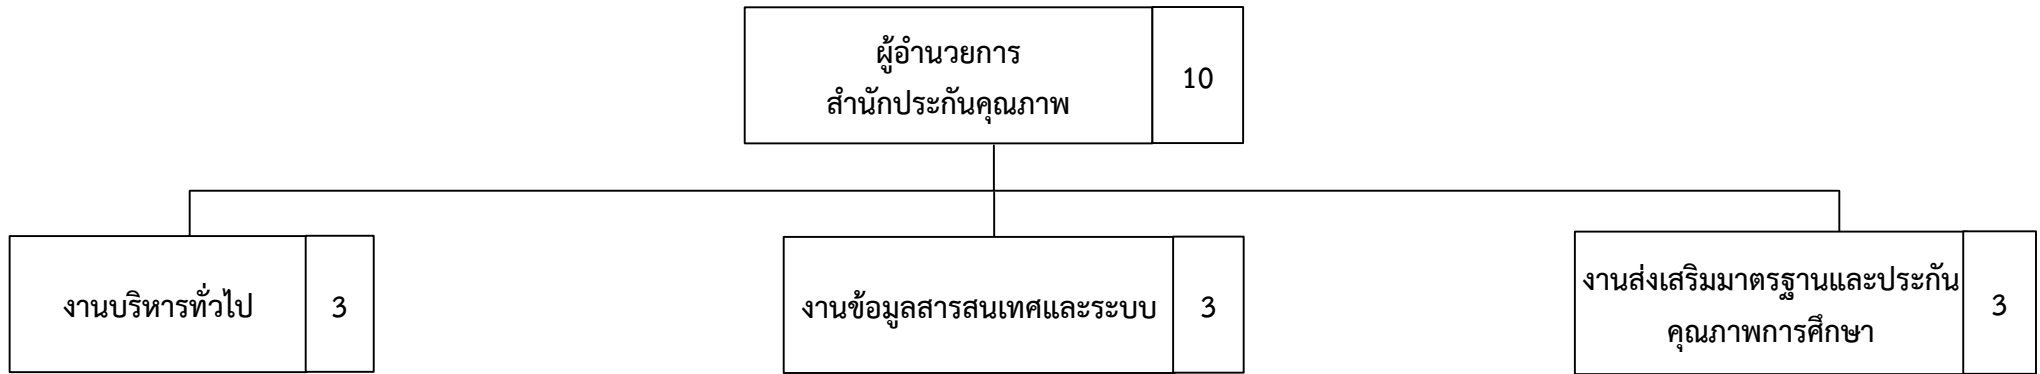 ผู้อำนวยการ
สำนักประกันคุณภาพ
10
งานบริหารทั่วไป
3
งานข้อมูลสารสนเทศและระบบ
3
งานส่งเสริมมาตรฐานและประกัน
คุณภาพการศึกษา
3